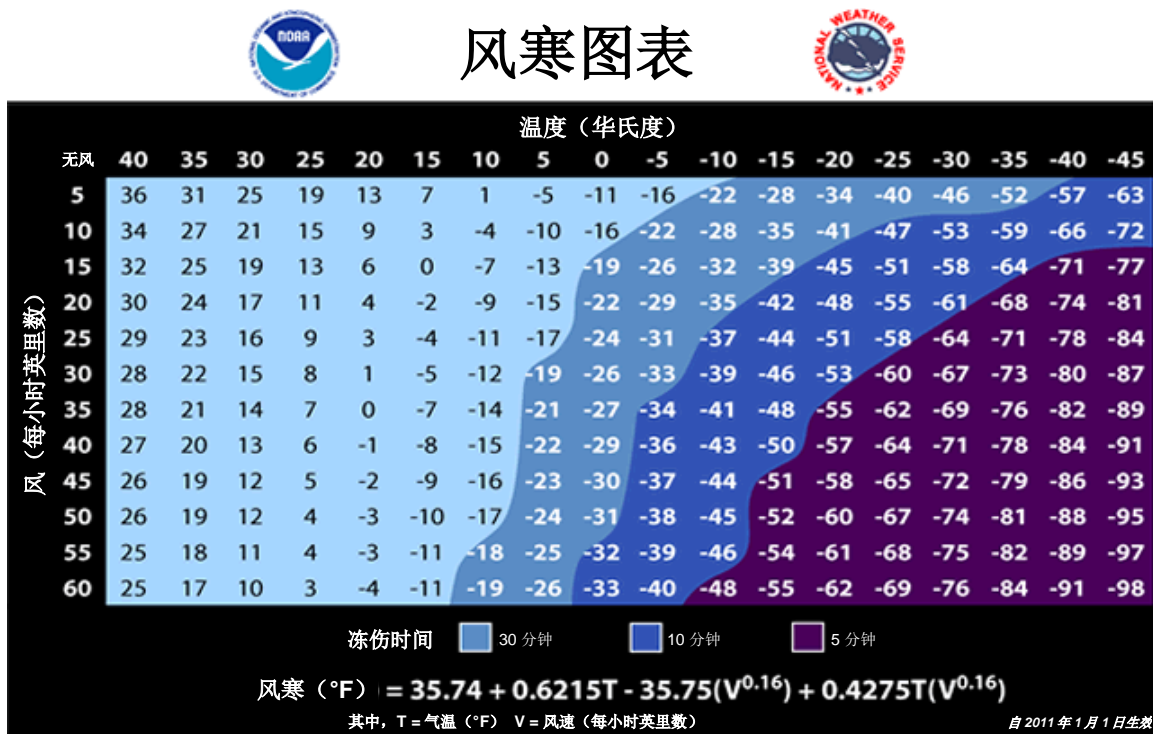 NOAA
NATIONAL WEATHER SERVICE
风寒图表
温度（华氏度）
无风 40 35 30 25 20 15 10 5 0 -5 -10 -15 -20 -25 -30 -35 -40 -45
5 36 31 25 19 13 7 1 -5 -11 -16 -22 -28 -34 -40 -46 -52 -57 -63
10 34 27 21 15 9 3 -4 -10 -16 -22 -28 -35 -41 -47 -53 -59 -66 -72
15 32 25 19 13 6 0 -7 -13 -19 -26 -32 -39 -45 -51 -58 -64 -71 -77
20 30 24 17 11 4 -2 -9 -15 -22 -29 -35 -42 -48 -55 -61 -68 -74 -81
25 29 23 16 9 3 -4 -11 -17 -24 -31 -37 -44 -51 -58 -64 -71 -78 -84
30 28 22 15 8 1 -5 -12 -19 -26 -33 -39 -46 -53 -60 -67 -73 -80 -87
35 28 21 14 7 0 -7 -14 -21 -27 -34 -41 -48 -55 -62 -69 -76 -82 -89
40 27 20 13 6 -1 -8 -15 -22 -29 -36 -43 -50 -57 -64 -71 -78 -84 -91
45 26 19 12 5 -2 -9 -16 -23 -30 -37 -44 -51 -58 -65 -72 -79 -86 -93
50 26 19 12 4 -3 -10 -17 -24 -31 -38 -45 -52 -60 -67 -74 -81 -88 -95
55 25 18 11 4 -3 -11 -18 -25 -32 -39 -46 -54 -61 -68 -75 -82 -89 -97
60 25 17 10 3 -4 -11 -19 -26 -33 -40 -48 -55 -62 -69 -76 -84 -91 -98
风（每小时英里数）
冻伤时间 30 分钟 10 分钟 5 分钟
风寒（°F）= 35.74 + 0.6215T - 35.75(V^0.16) + 0.4275T(V^0.16)
其中，T = 气温（°F） V = 风速（每小时英里数）
自 2011 年 1 月 1 日生效